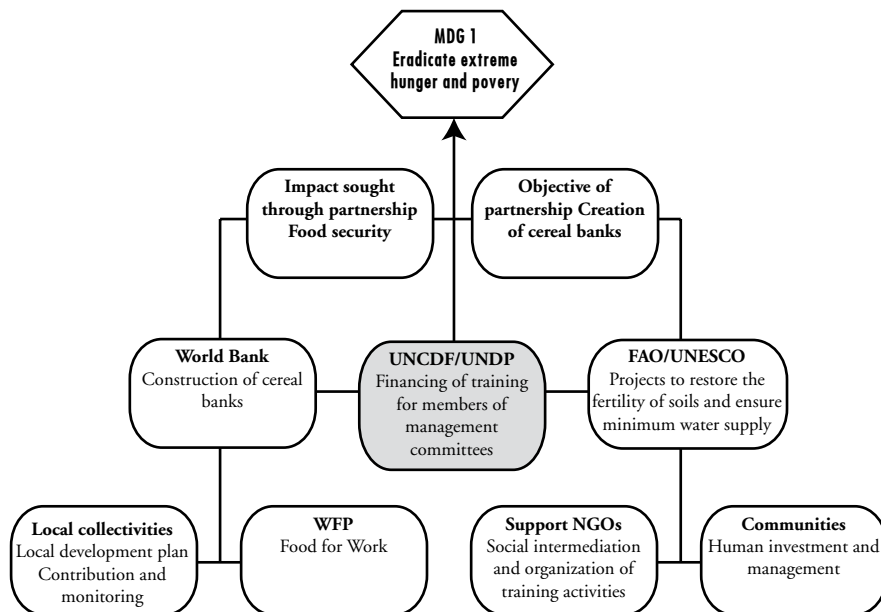 MDG 1
Eradicate extreme
hunger and povery
Impact sought
through partnership
Food security
Objective of
partnership Creation
of cereal banks
World Bank
Construction of cereal
banks
UNCDF/UNDP
Financing of training
for members of
management
committees
FAO/UNESCO
Projects to restore the
fertility of soils and ensure
minimum water supply
Local collectivities
Local development plan
Contribution and
monitoring
WFP
Food for Work
Support NGOs
Social intermediation
and organization of
training activities
Communities
Human investment and
management